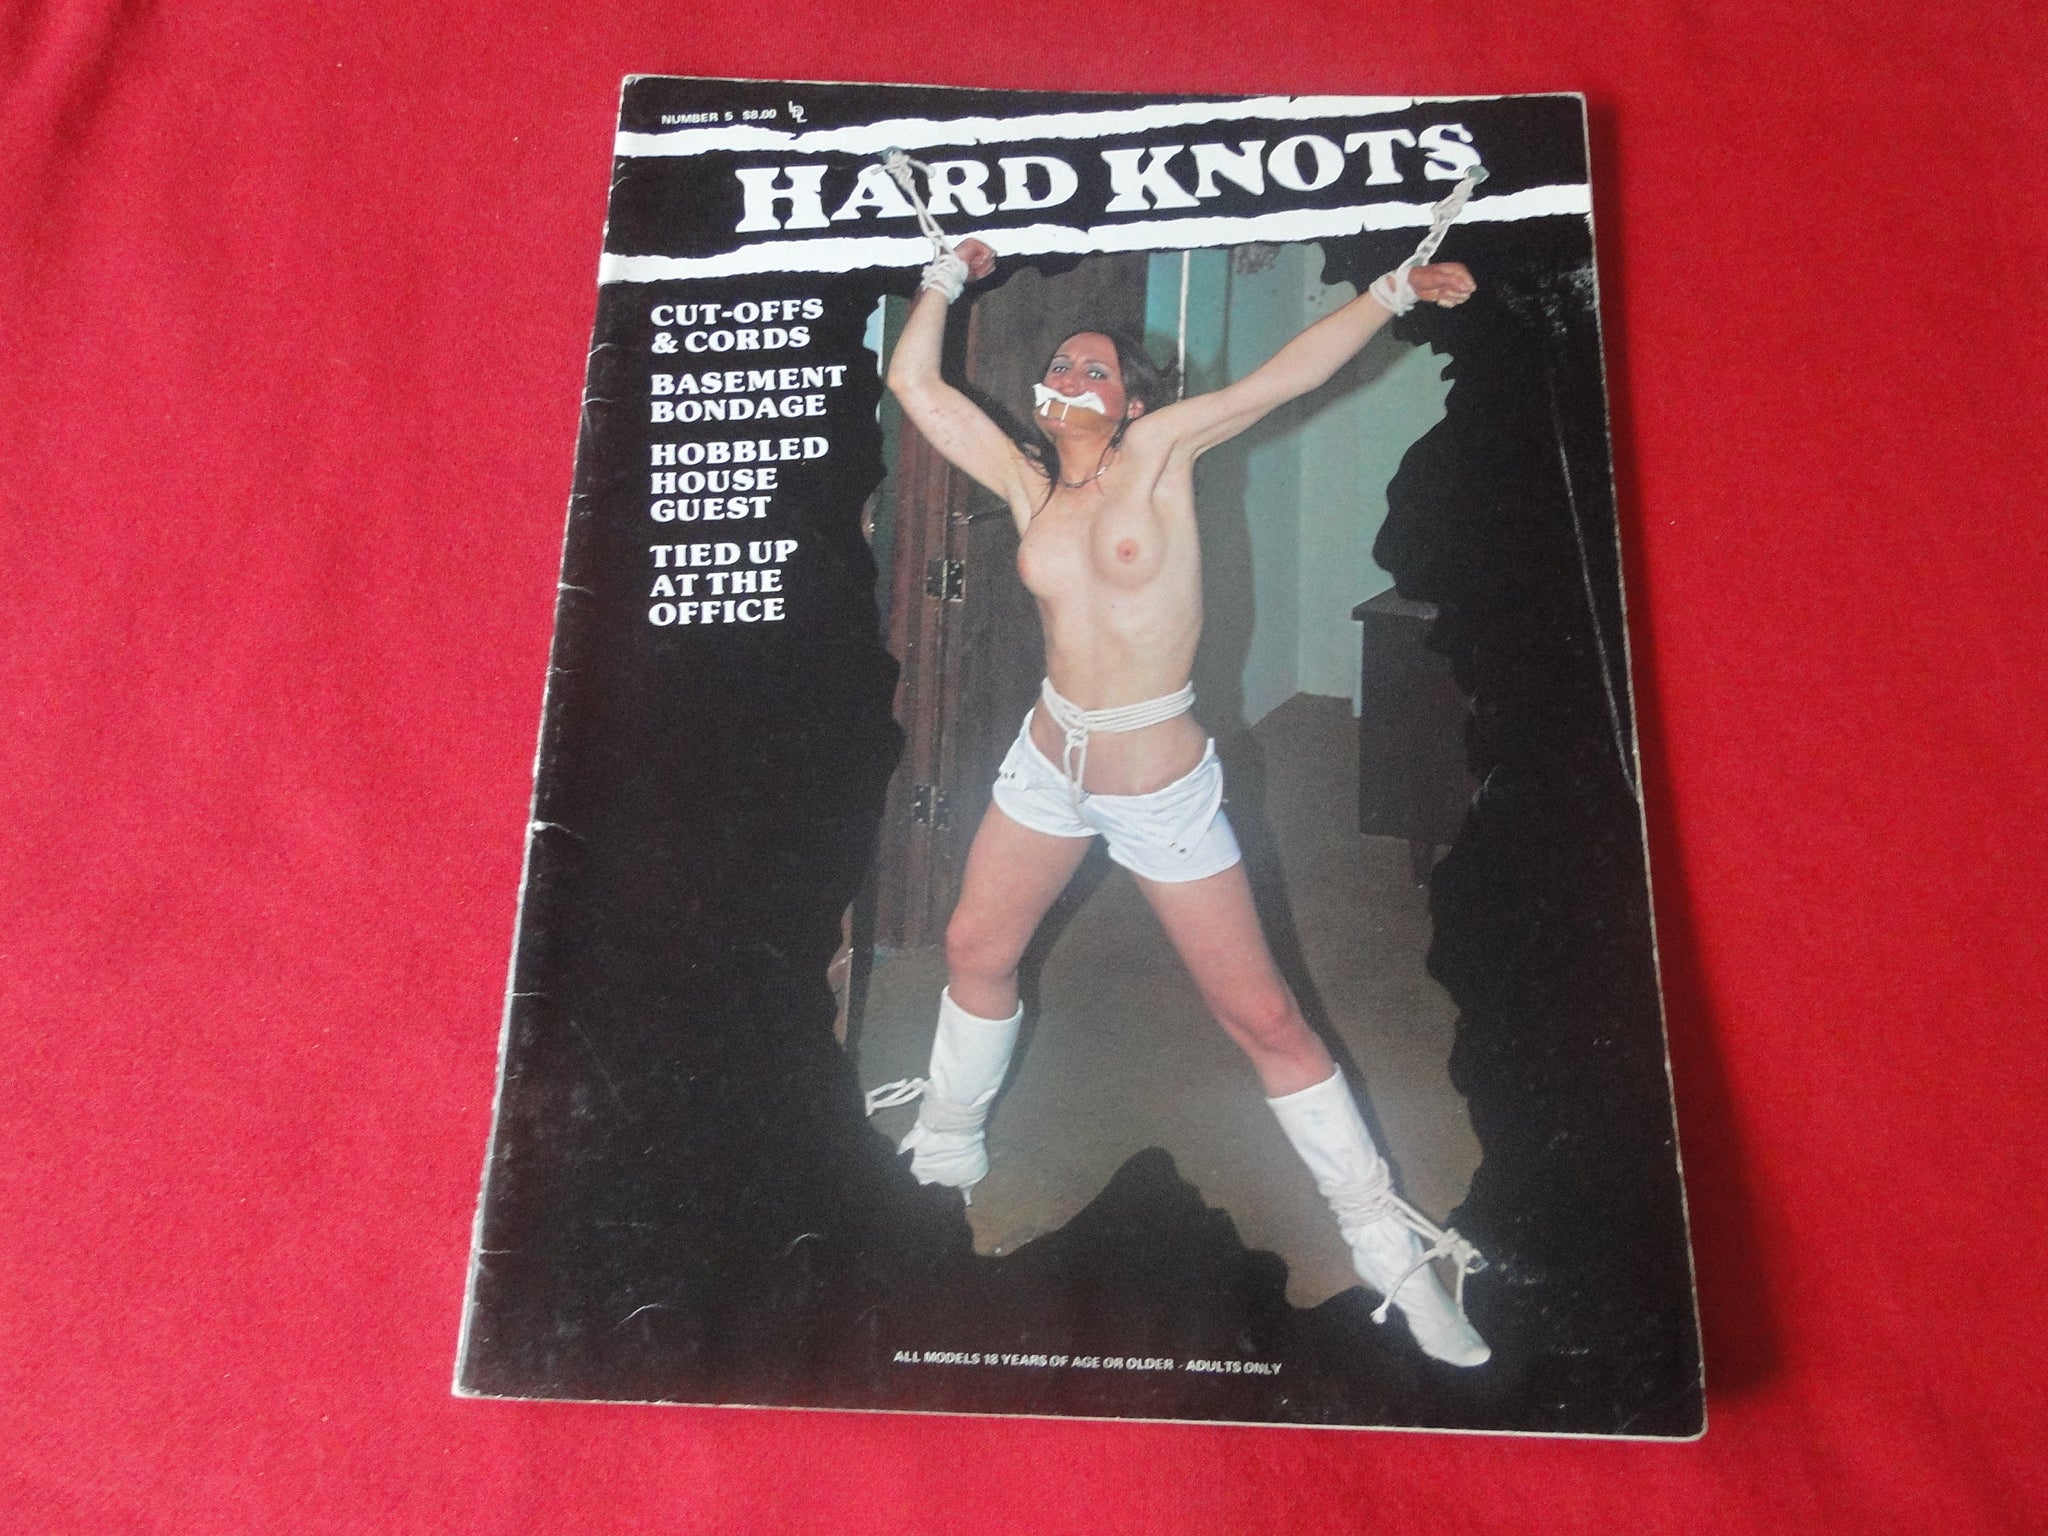 NUMBER 5 $8.00
HARD KNOTS
CUT-OFFS
& CORDS
BASEMENT
BONDAGE
HOBBLED
HOUSE
GUEST
TIED UP
AT THE
OFFICE
ALL MODELS 18 YEARS OF AGE OR OLDER - ADULTS ONLY